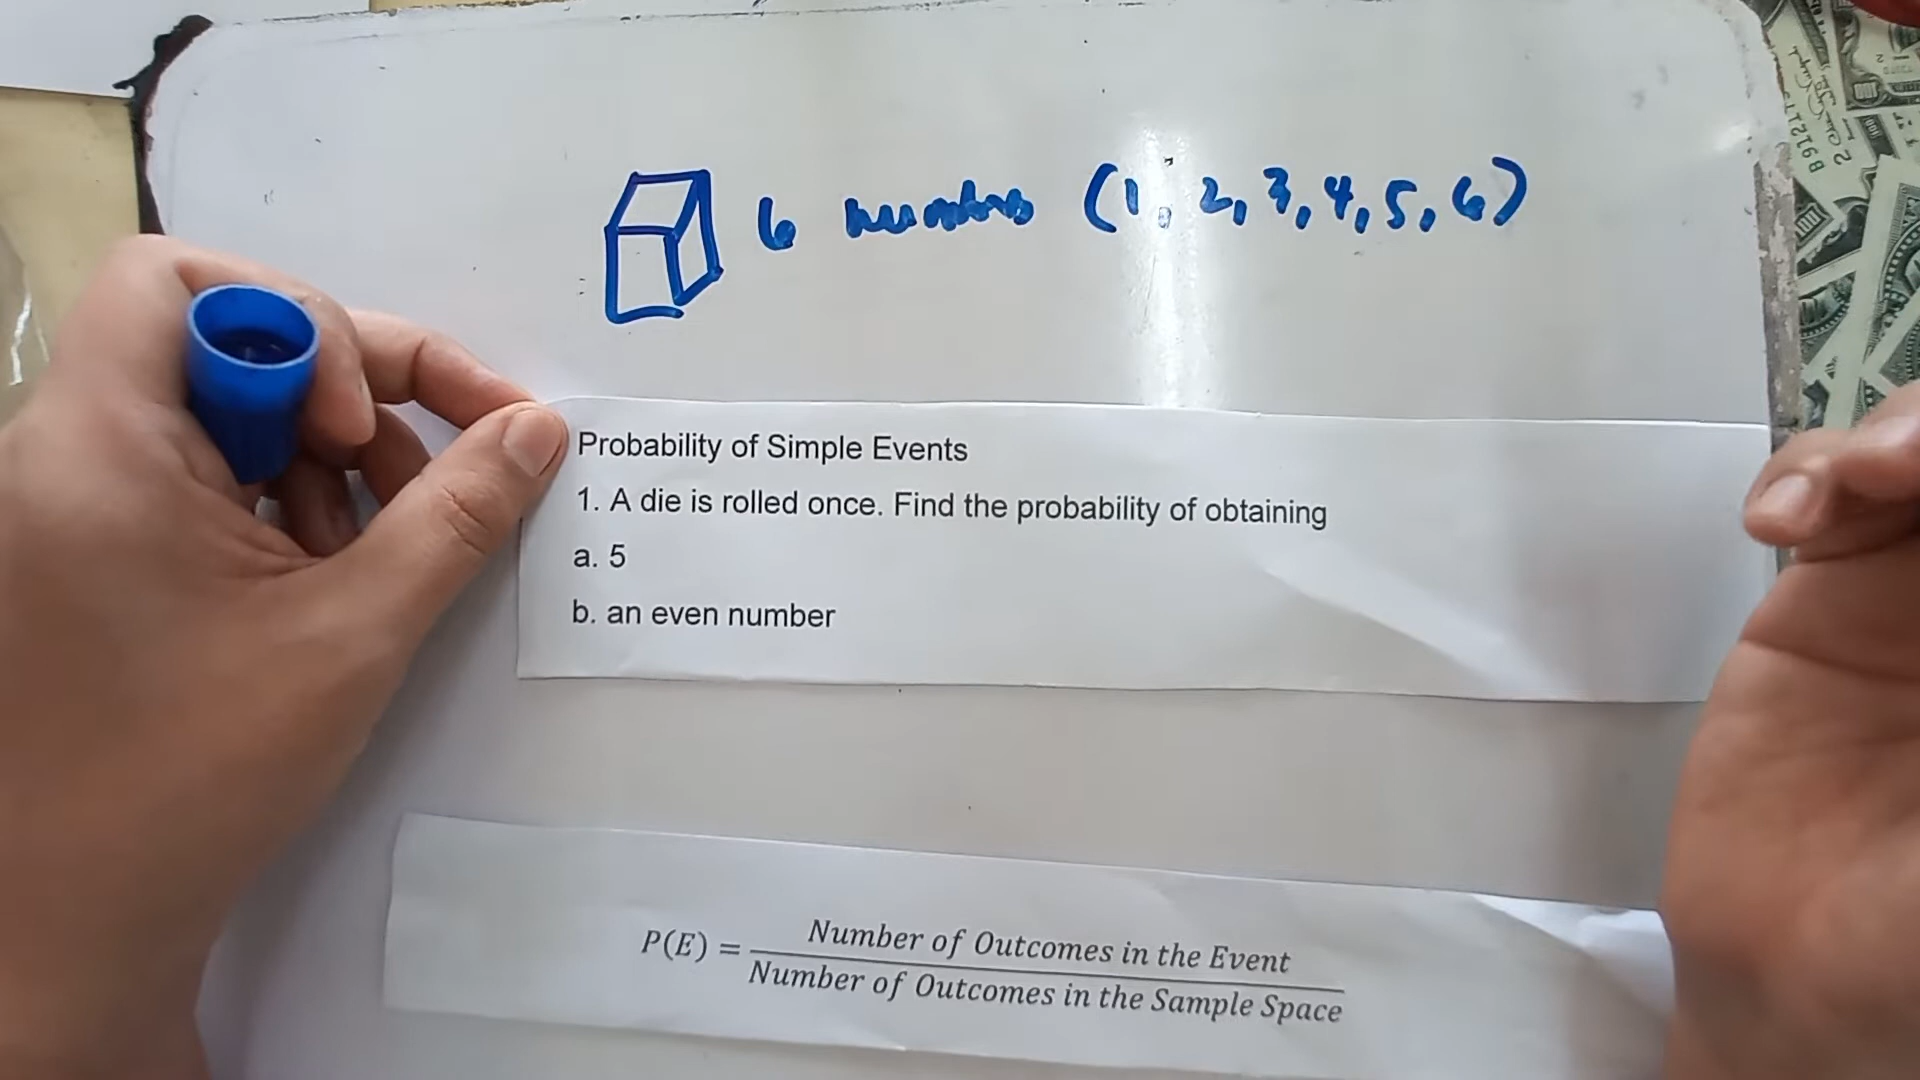 6 numbers (1, 2, 3, 4, 5, 6)
Probability of Simple Events
1. A die is rolled once. Find the probability of obtaining
a. 5
b. an even number
P(E) = Number of Outcomes in the Event
Number of Outcomes in the Sample Space
100